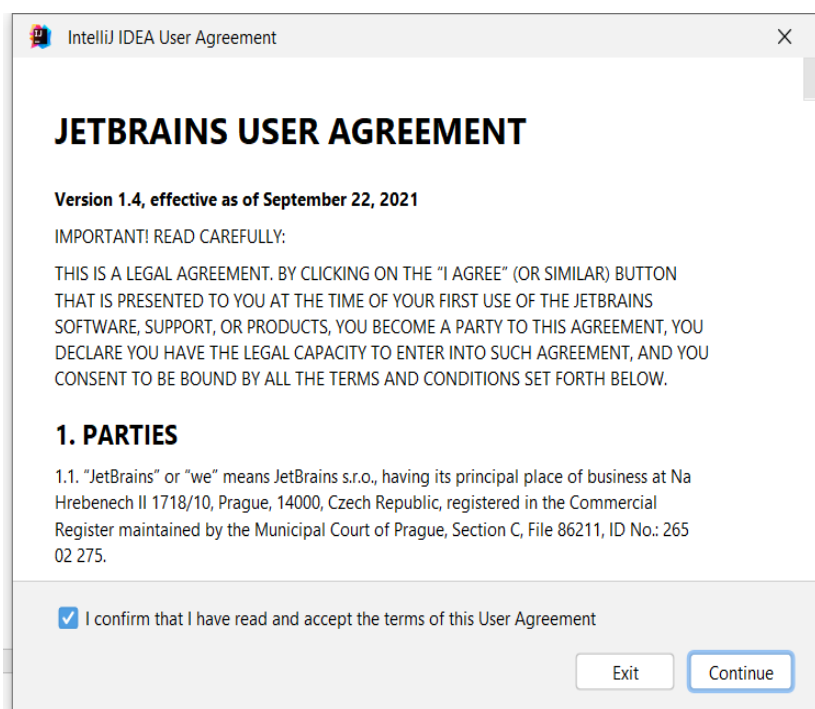 IntelliJ IDEA User Agreement
JETBRAINS USER AGREEMENT
Version 1.4, effective as of September 22, 2021
IMPORTANT! READ CAREFULLY:
THIS IS A LEGAL AGREEMENT. BY CLICKING ON THE “I AGREE” (OR SIMILAR) BUTTON
THAT IS PRESENTED TO YOU AT THE TIME OF YOUR FIRST USE OF THE JETBRAINS
SOFTWARE, SUPPORT, OR PRODUCTS, YOU BECOME A PARTY TO THIS AGREEMENT, YOU
DECLARE YOU HAVE THE LEGAL CAPACITY TO ENTER INTO SUCH AGREEMENT, AND YOU
CONSENT TO BE BOUND BY ALL THE TERMS AND CONDITIONS SET FORTH BELOW.
1. PARTIES
1.1. “JetBrains” or “we” means JetBrains s.r.o., having its principal place of business at Na
Hrebenech II 1718/10, Prague, 14000, Czech Republic, registered in the Commercial
Register maintained by the Municipal Court of Prague, Section C, File 86211, ID No.: 265
02 275.
I confirm that I have read and accept the terms of this User Agreement
Exit
Continue